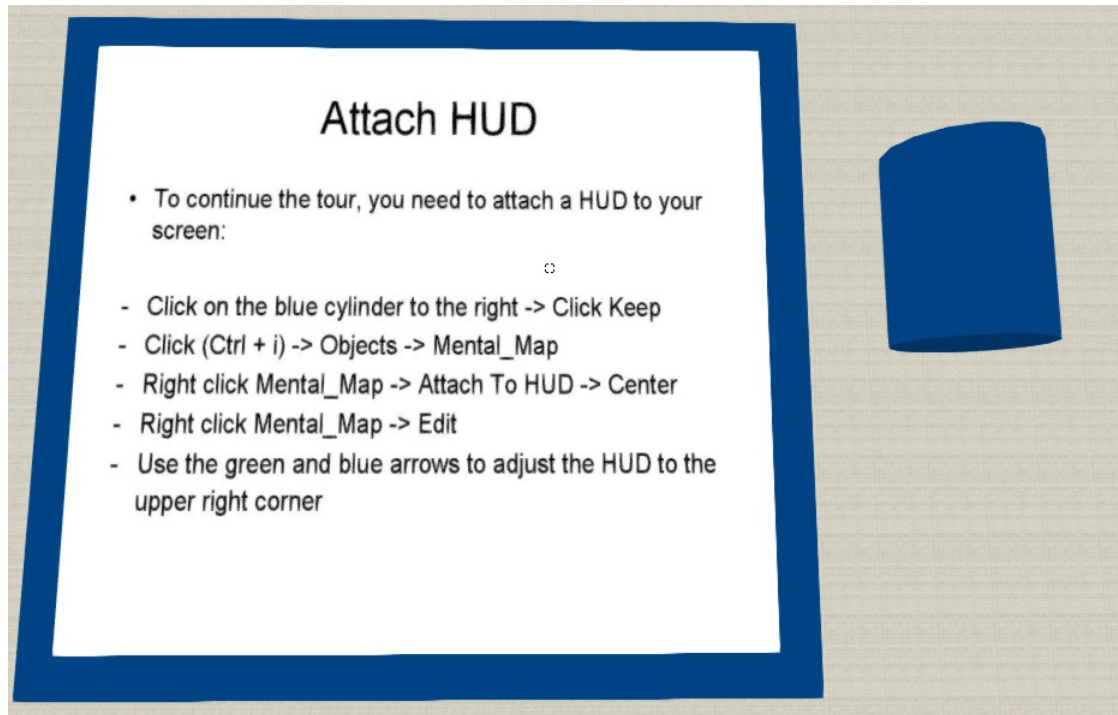 Attach HUD
• To continue the tour, you need to attach a HUD to your
screen:
- Click on the blue cylinder to the right -> Click Keep
- Click (Ctrl + i) -> Objects -> Mental_Map
- Right click Mental_Map -> Attach To HUD -> Center
- Right click Mental_Map -> Edit
- Use the green and blue arrows to adjust the HUD to the
upper right corner